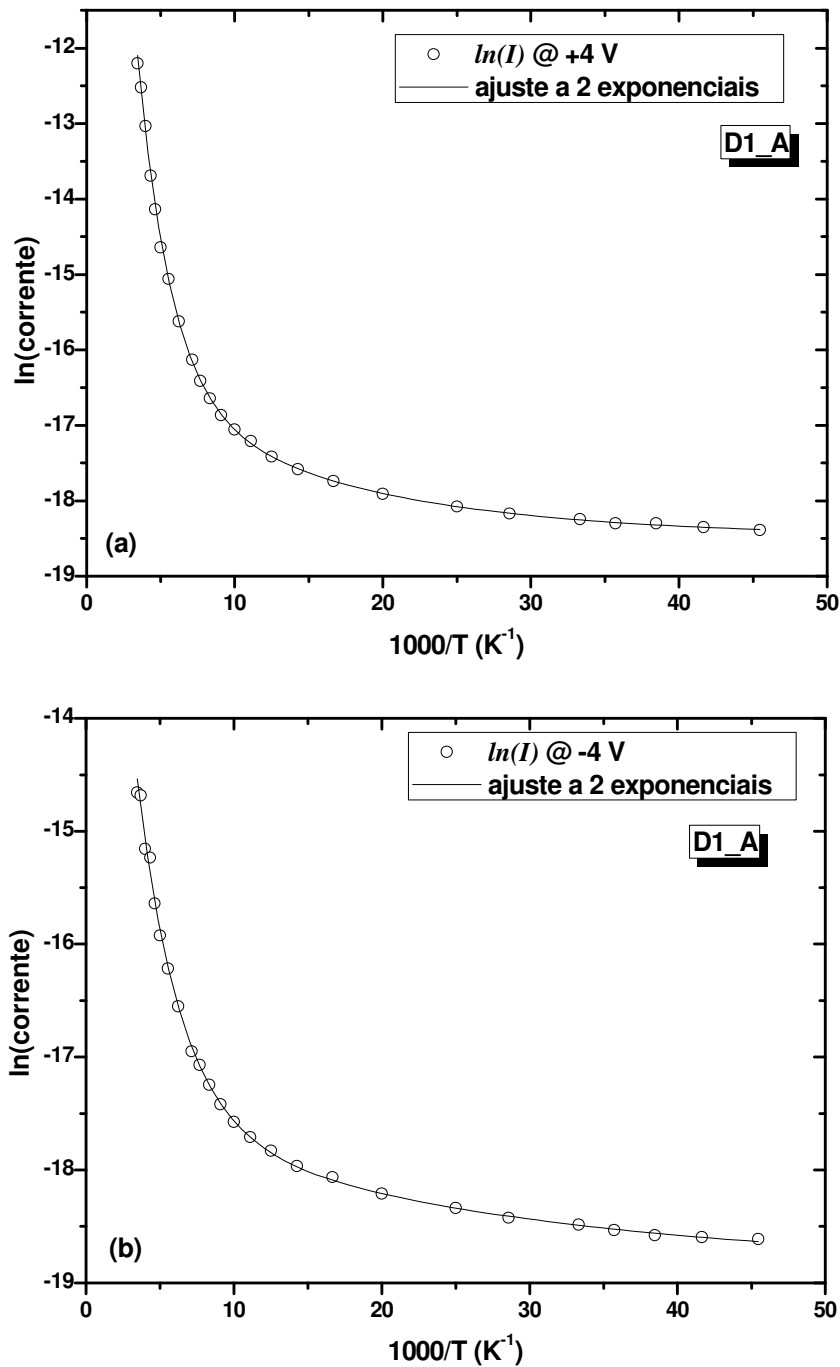 -12
-13
-14
-15
-16
-17
-18
-19
ln(corrente)
ln(I) @ +4 V
ajuste a 2 exponenciais
D1_A
(a)
0 10 20 30 40 50
1000/T (K⁻¹)
-14
-15
-16
-17
-18
-19
ln(corrente)
ln(I) @ -4 V
ajuste a 2 exponenciais
D1_A
(b)
0 10 20 30 40 50
1000/T (K⁻¹)